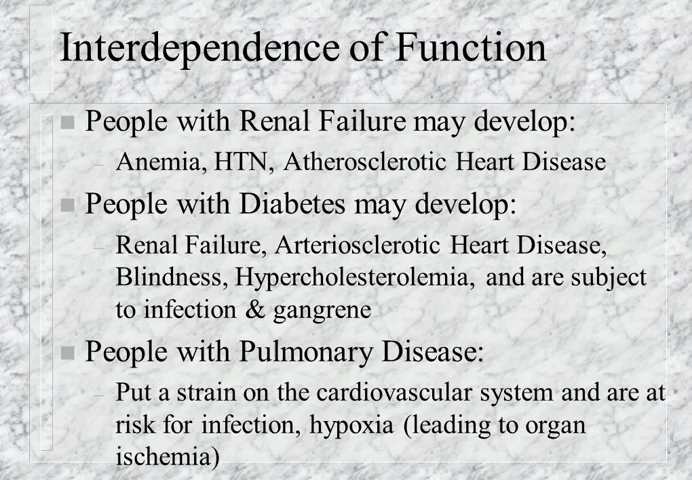 Interdependence of Function
People with Renal Failure may develop:
– Anemia, HTN, Atherosclerotic Heart Disease
People with Diabetes may develop:
– Renal Failure, Arteriosclerotic Heart Disease,
Blindness, Hypercholesterolemia, and are subject
to infection & gangrene
People with Pulmonary Disease:
– Put a strain on the cardiovascular system and are at
risk for infection, hypoxia (leading to organ
ischemia)